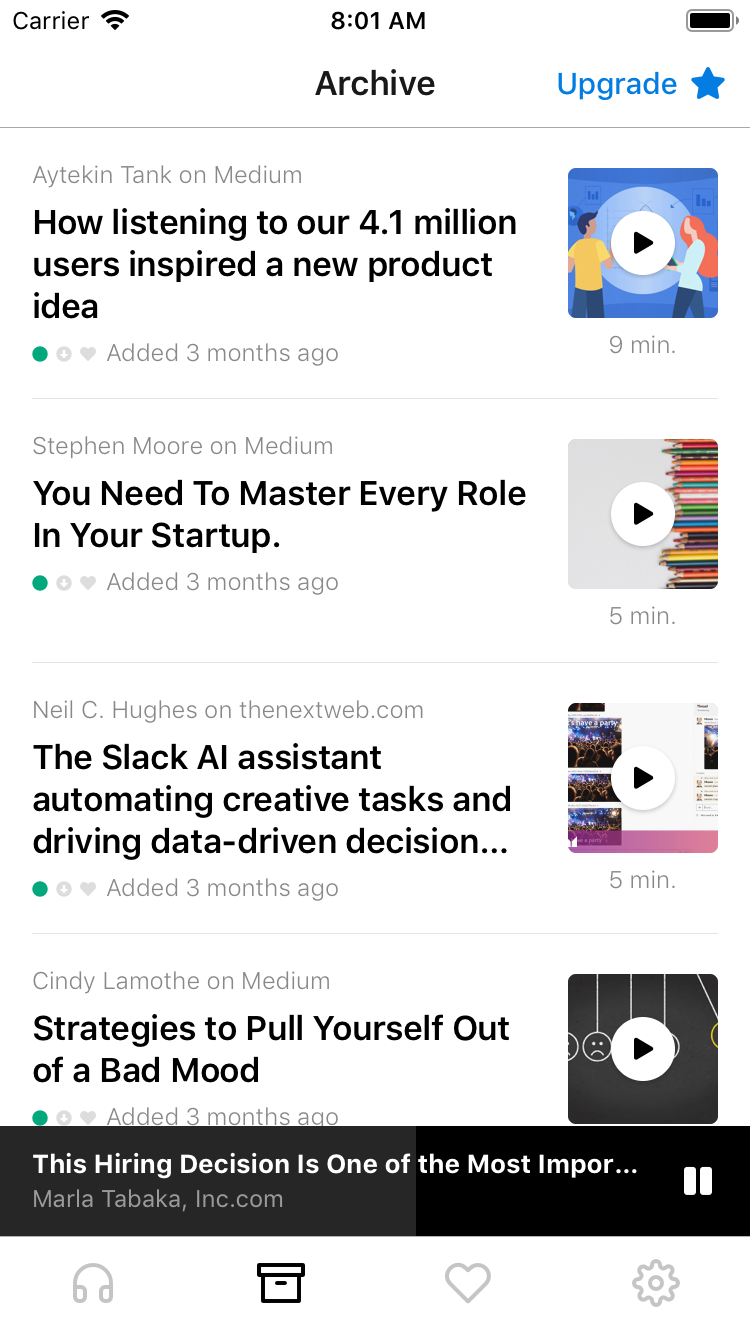 Carrier 8:01 AM
Archive Upgrade
Aytekin Tank on Medium
How listening to our 4.1 million
users inspired a new product
idea
Added 3 months ago
9 min.
Stephen Moore on Medium
You Need To Master Every Role
In Your Startup.
Added 3 months ago
5 min.
Neil C. Hughes on thenextweb.com
The Slack AI assistant
automating creative tasks and
driving data-driven decision...
Added 3 months ago
5 min.
Cindy Lamothe on Medium
Strategies to Pull Yourself Out
of a Bad Mood
Added 3 months ago
This Hiring Decision Is One of the Most Impor...
Marla Tabaka, Inc.com